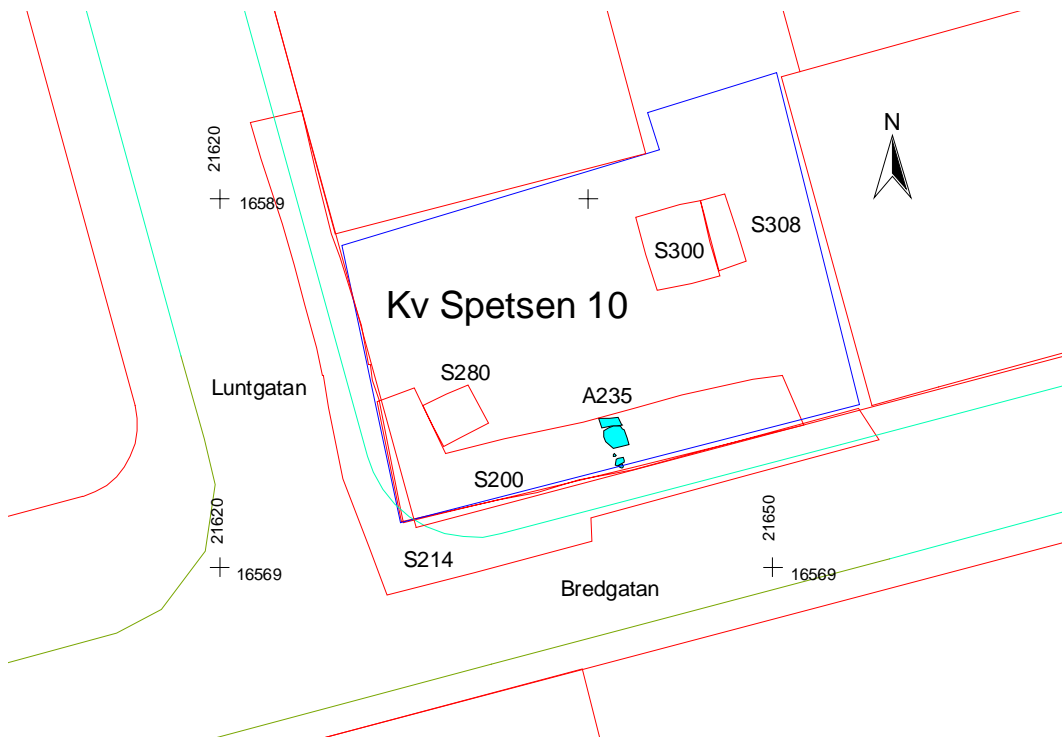 N
21620
16589
S308
S300
Kv Spetsen 10
S280
Luntgatan
A235
S200
21620
21650
S214
16569
16569
Bredgatan